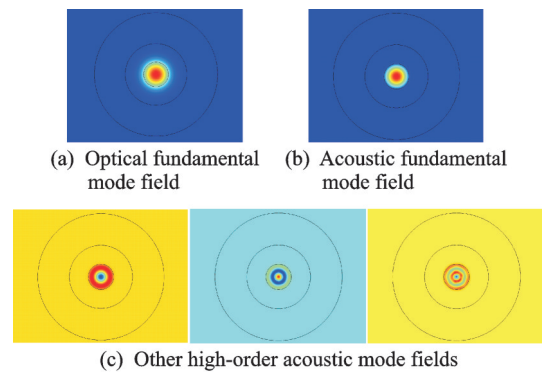 (a) Optical fundamental
mode field
(b) Acoustic fundamental
mode field
(c) Other high-order acoustic mode fields